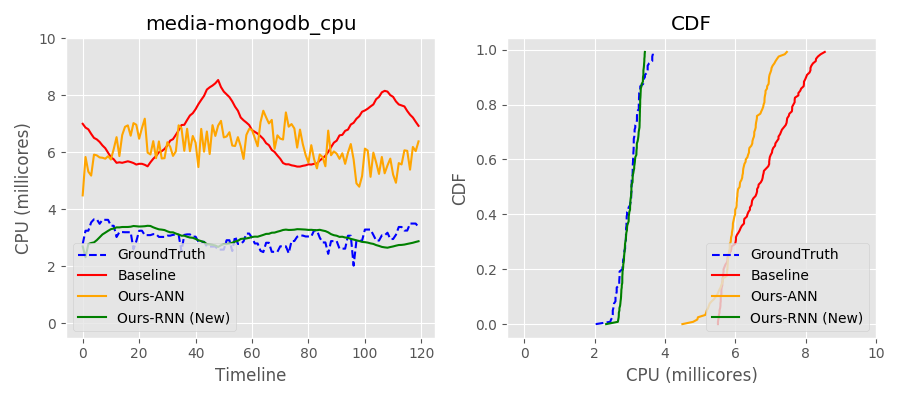 media-mongodb_cpu
CPU (millicores)
10
8
6
4
2
0
GroundTruth
Baseline
Ours-ANN
Ours-RNN (New)
0 20 40 60 80 100 120
Timeline
CDF
CDF
1.0
0.8
0.6
0.4
0.2
0.0
GroundTruth
Baseline
Ours-ANN
Ours-RNN (New)
0 2 4 6 8 10
CPU (millicores)